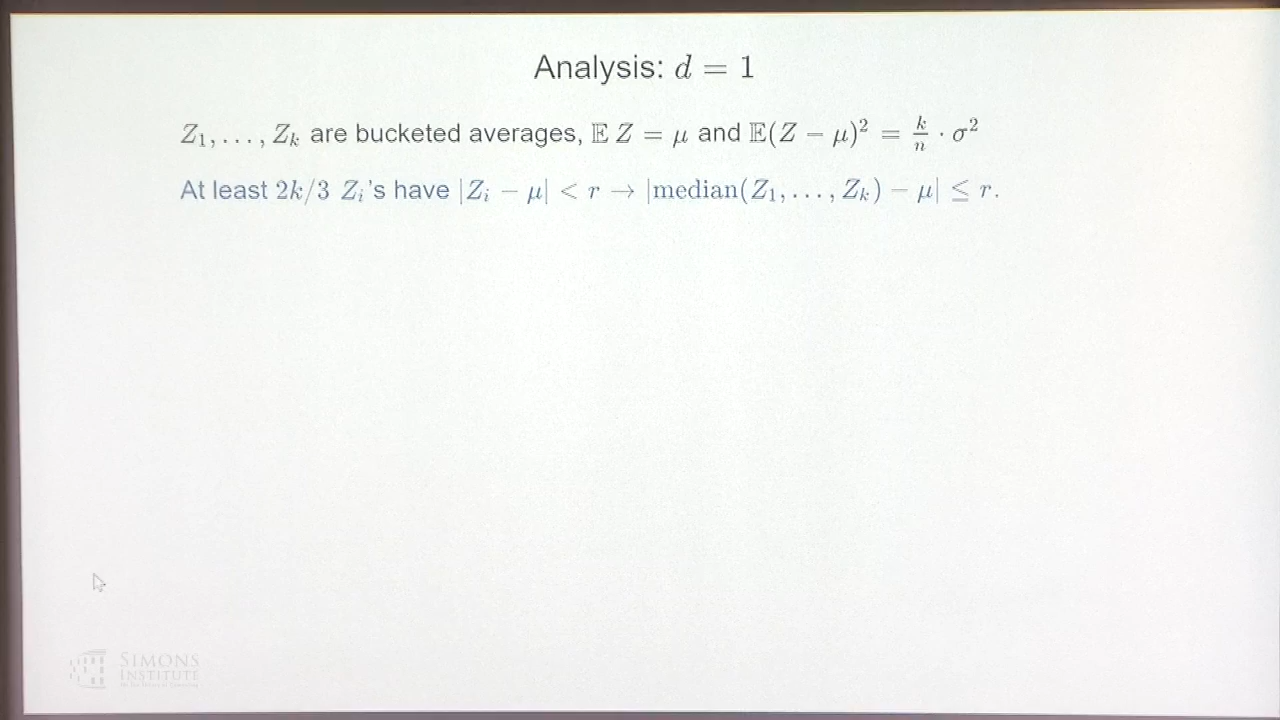 Analysis: d = 1
Z₁, . . . , Zₖ are bucketed averages, 𝔼 Z = μ and 𝔼(Z − μ)² = k/n · σ²
At least 2k/3 Zᵢ's have |Zᵢ − μ| < r → |median(Z₁, . . . , Zₖ) − μ| ≤ r.
SIMONS
INSTITUTE